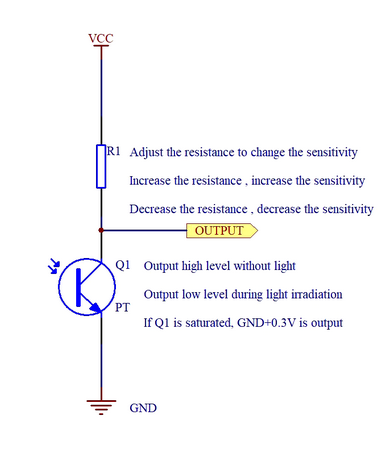 VCC
R1
Adjust the resistance to change the sensitivity
Increase the resistance , increase the sensitivity
Decrease the resistance , decrease the sensitivity
OUTPUT
Q1
Output high level without light
Output low level during light irradiation
PT
If Q1 is saturated, GND+0.3V is output
GND